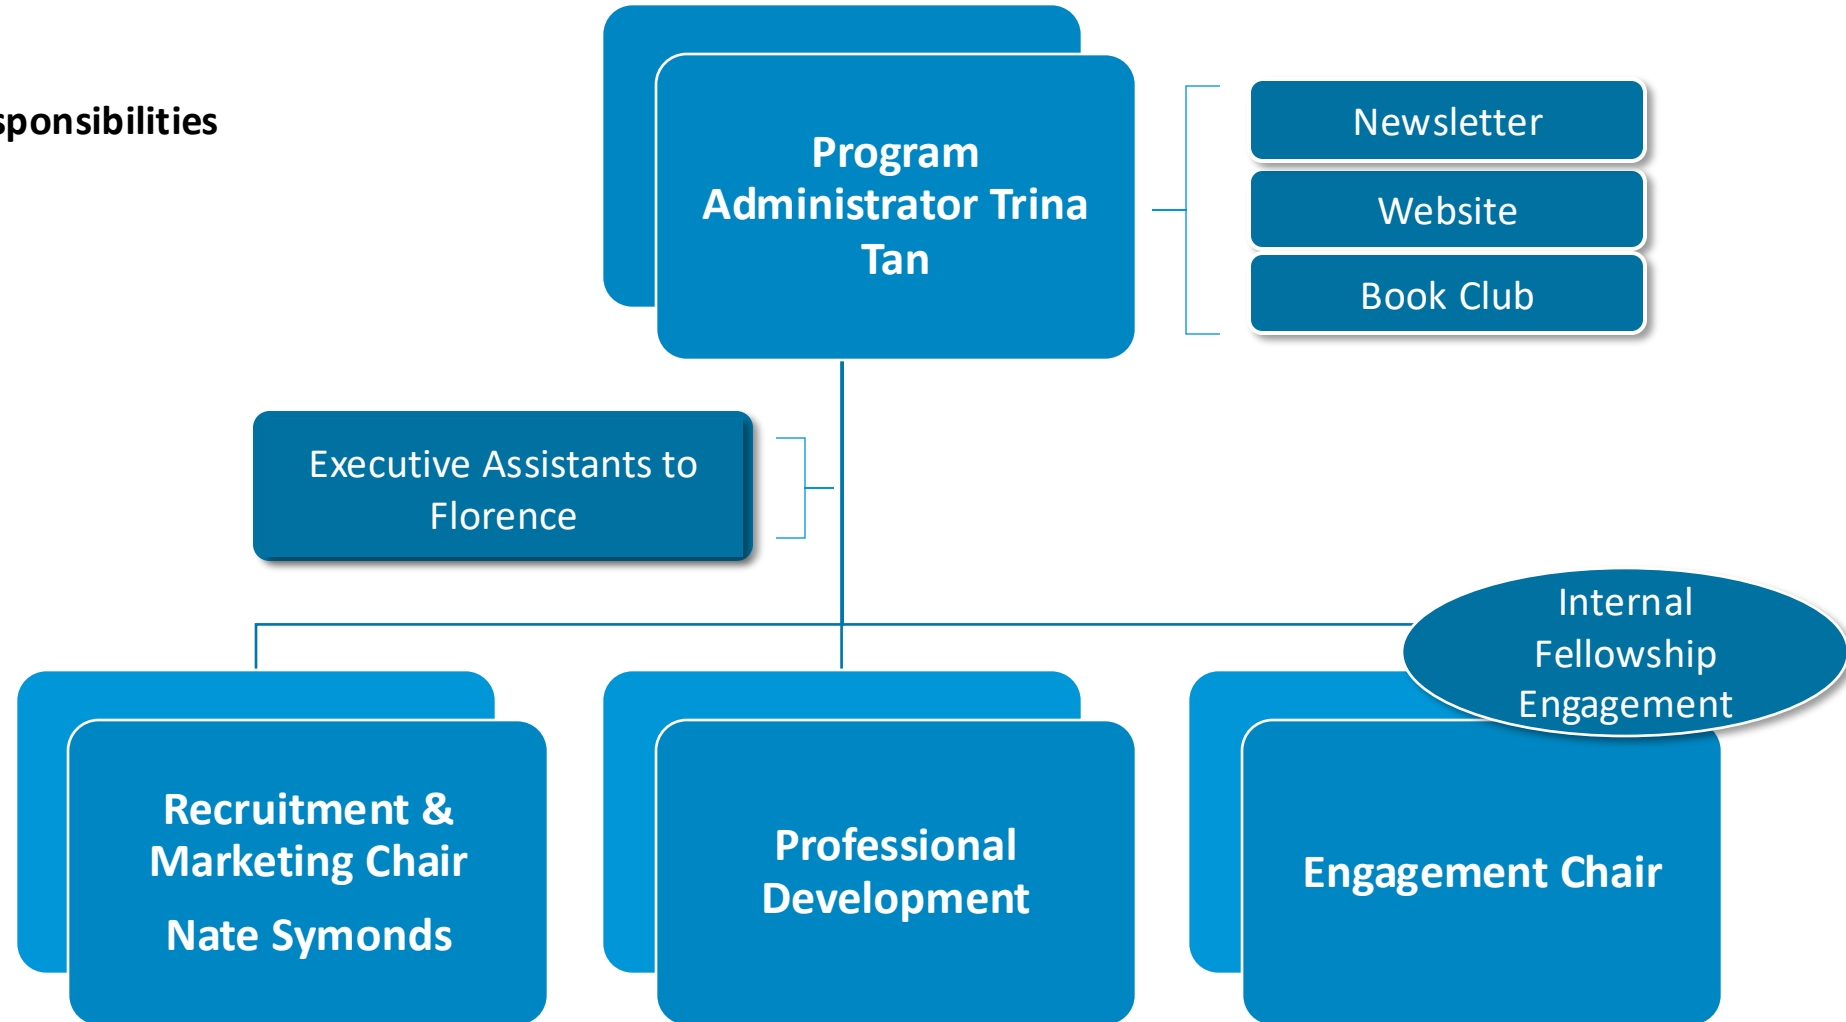 sponsibilities
Program
Administrator Trina
Tan
Newsletter
Website
Book Club
Executive Assistants to
Florence
Internal
Fellowship
Engagement
Recruitment &
Marketing Chair
Nate Symonds
Professional
Development
Engagement Chair